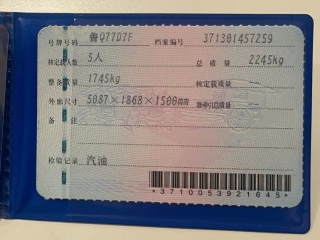 号牌号码 鲁Q77D7F 档案编号 371301457259
核定载人数 5人 总质量 2245kg
整备质量 1745kg 核定载质量
外廓尺寸 5087×1868×1500mm 准牵引总质量
备注
检验记录 汽油
*3710053921645*